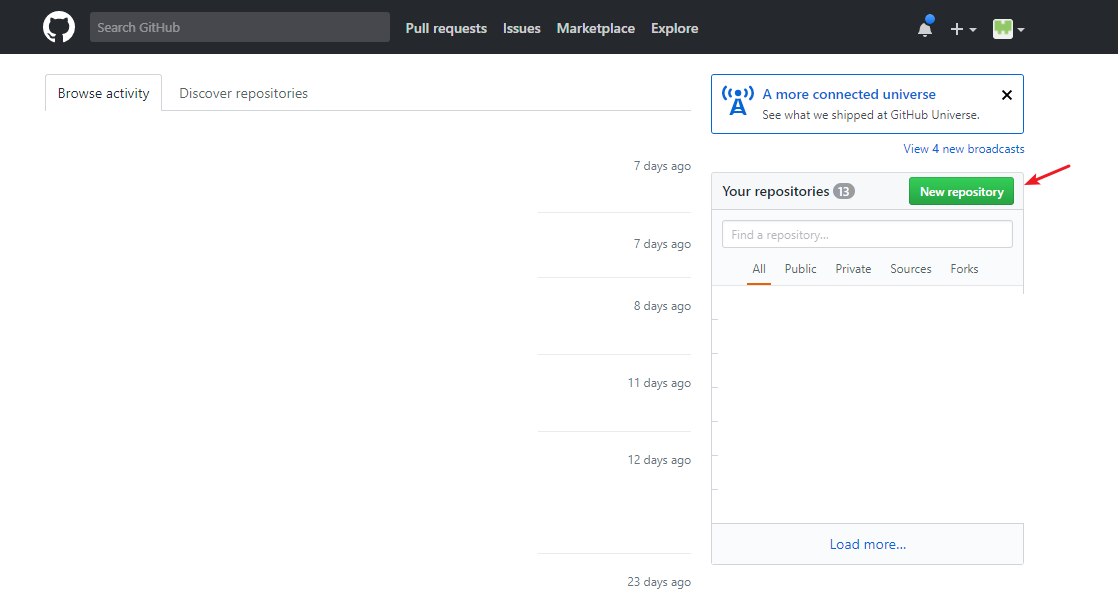 Search GitHub Pull requests Issues Marketplace Explore
Browse activity Discover repositories
7 days ago
7 days ago
8 days ago
11 days ago
12 days ago
23 days ago
A more connected universe
See what we shipped at GitHub Universe.
View 4 new broadcasts
Your repositories 13 New repository
Find a repository...
All Public Private Sources Forks
Load more...